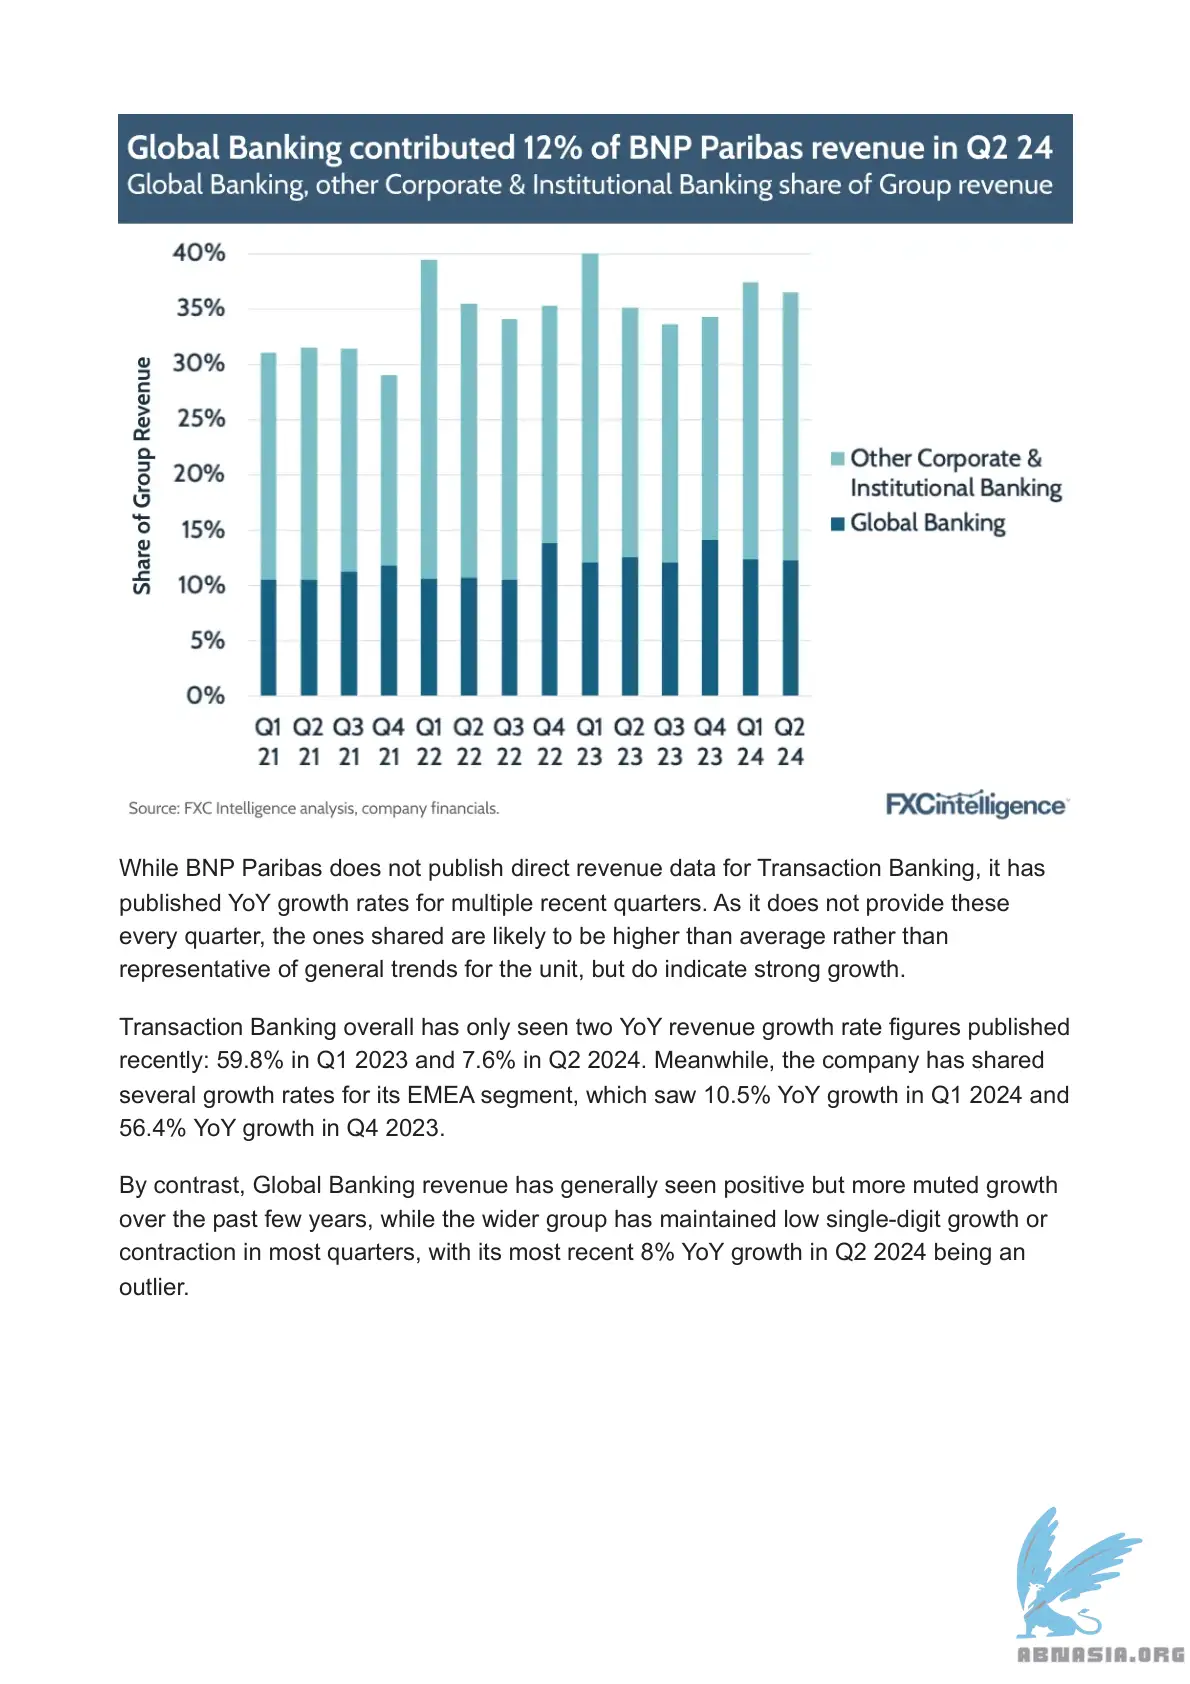 Global Banking contributed 12% of BNP Paribas revenue in Q2 24
Global Banking, other Corporate & Institutional Banking share of Group revenue
Share of Group Revenue
40%
35%
30%
25%
20%
15%
10%
5%
0%
Q1 Q2 Q3 Q4 Q1 Q2 Q3 Q4 Q1 Q2 Q3 Q4 Q1 Q2
21 21 21 21 22 22 22 22 23 23 23 23 24 24
Other Corporate &
Institutional Banking
Global Banking
Source: FXC Intelligence analysis, company financials.
FXCintelligence
While BNP Paribas does not publish direct revenue data for Transaction Banking, it has
published YoY growth rates for multiple recent quarters. As it does not provide these
every quarter, the ones shared are likely to be higher than average rather than
representative of general trends for the unit, but do indicate strong growth.
Transaction Banking overall has only seen two YoY revenue growth rate figures published
recently: 59.8% in Q1 2023 and 7.6% in Q2 2024. Meanwhile, the company has shared
several growth rates for its EMEA segment, which saw 10.5% YoY growth in Q1 2024 and
56.4% YoY growth in Q4 2023.
By contrast, Global Banking revenue has generally seen positive but more muted growth
over the past few years, while the wider group has maintained low single-digit growth or
contraction in most quarters, with its most recent 8% YoY growth in Q2 2024 being an
outlier.
ABNASIA.ORG